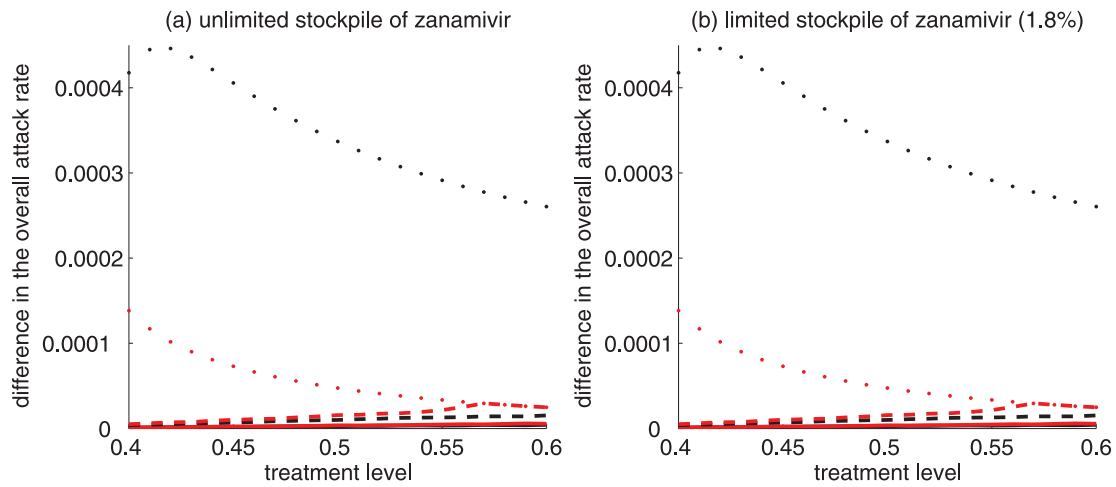 (a) unlimited stockpile of zanamivir
difference in the overall attack rate
0.0004
0.0003
0.0002
0.0001
0
0.4 0.45 0.5 0.55 0.6
treatment level
(b) limited stockpile of zanamivir (1.8%)
difference in the overall attack rate
0.0004
0.0003
0.0002
0.0001
0
0.4 0.45 0.5 0.55 0.6
treatment level